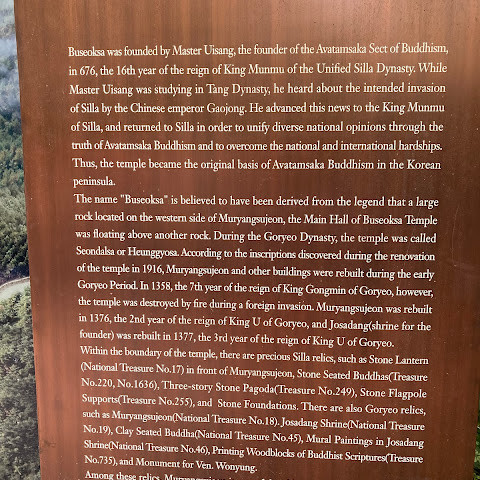 Buseoksa was founded by Master Uisang, the founder of the Avatamsaka Sect of Buddhism,
in 676, the 16th year of the reign of King Munmu of the Unified Silla Dynasty. While
Master Uisang was studying in Tang Dynasty, he heard about the intended invasion
of Silla by the Chinese emperor Gaojong. He advanced this news to the King Munmu
of Silla, and returned to Silla in order to unify diverse national opinions through the
truth of Avatamsaka Buddhism and to overcome the national and international hardships.
Thus, the temple became the original basis of Avatamsaka Buddhism in the Korean
peninsula.
The name "Buseoksa" is believed to have been derived from the legend that a large
rock located on the western side of Muryangsujeon, the Main Hall of Buseoksa Temple
was floating above another rock. During the Goryeo Dynasty, the temple was called
Seondalsa or Heunggyosa. According to the inscriptions discovered during the renovation
of the temple in 1916, Muryangsujeon and other buildings were rebuilt during the early
Goryeo Period. In 1358, the 7th year of the reign of King Gongmin of Goryeo, however,
the temple was destroyed by fire during a foreign invasion. Muryangsujeon was rebuilt
in 1376, the 2nd year of the reign of King U of Goryeo, and Josadang(shrine for the
founder) was rebuilt in 1377, the 3rd year of the reign of King U of Goryeo.
Within the boundary of the temple, there are precious Silla relics, such as Stone Lantern
(National Treasure No.17) in front of Muryangsujeon, Stone Seated Buddhas(Treasure
No.220, No.1636), Three-story Stone Pagoda(Treasure No.249), Stone Flagpole
Supports(Treasure No.255), and Stone Foundations. There are also Goryeo relics,
such as Muryangsujeon(National Treasure No.18). Josadang Shrine(National Treasure
No.19), Clay Seated Buddha(National Treasure No.45), Mural Paintings in Josadang
Shrine(National Treasure No.46), Printing Woodblocks of Buddhist Scriptures(Treasure
No.735), and Monument for Ven. Wonyung.
Among these relics, Muryangsujeon